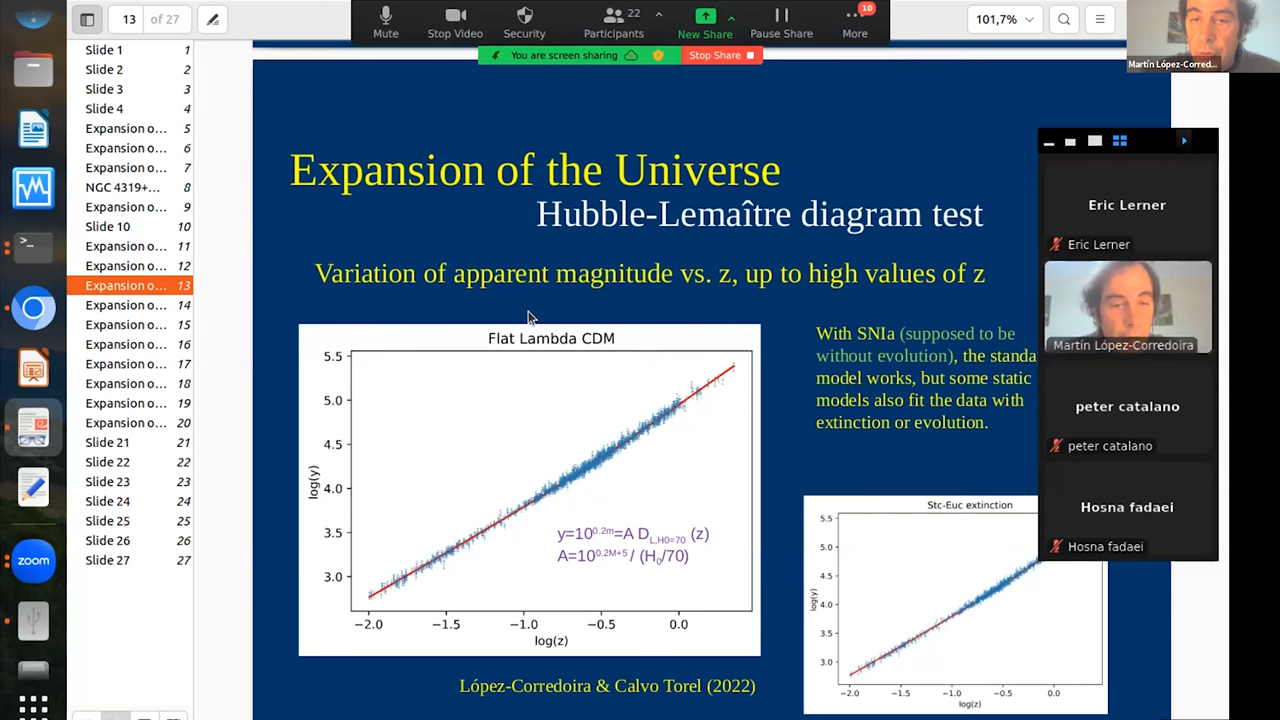 13 of 27
Mute
Stop Video
Security
22
Participants
New Share
Pause Share
10
More
You are screen sharing
Stop Share
101,7%
Martín López-Corred...
Slide 1 1
Slide 2 2
Slide 3 3
Slide 4 4
Expansion o... 5
Expansion o... 6
Expansion o... 7
NGC 4319+... 8
Expansion o... 9
Slide 10 10
Expansion o... 11
Expansion o... 12
Expansion o... 13
Expansion o... 14
Expansion o... 15
Expansion o... 16
Expansion o... 17
Expansion o... 18
Expansion o... 19
Expansion o... 20
Slide 21 21
Slide 22 22
Slide 23 23
Slide 24 24
Slide 25 25
Slide 26 26
Slide 27 27
zoom
Expansion of the Universe
Hubble-Lemaître diagram test
Variation of apparent magnitude vs. z, up to high values of z
Flat Lambda CDM
5.5
5.0
4.5
4.0
3.5
3.0
log(y)
y=10^0.2m=A D_L,H0=70 (z)
A=10^0.2M+5 / (H_0/70)
-2.0 -1.5 -1.0 -0.5 0.0
log(z)
López-Corredoira & Calvo Torel (2022)
With SNIa (supposed to be
without evolution), the standa
model works, but some static
models also fit the data with
extinction or evolution.
Stc-Euc extinction
5.5
5.0
4.5
4.0
3.5
3.0
log(y)
-2.0 -1.5 -1.0 -0.5 0.0
log(z)
Eric Lerner
Eric Lerner
Martín López-Corredoira
peter catalano
peter catalano
Hosna fadaei
Hosna fadaei